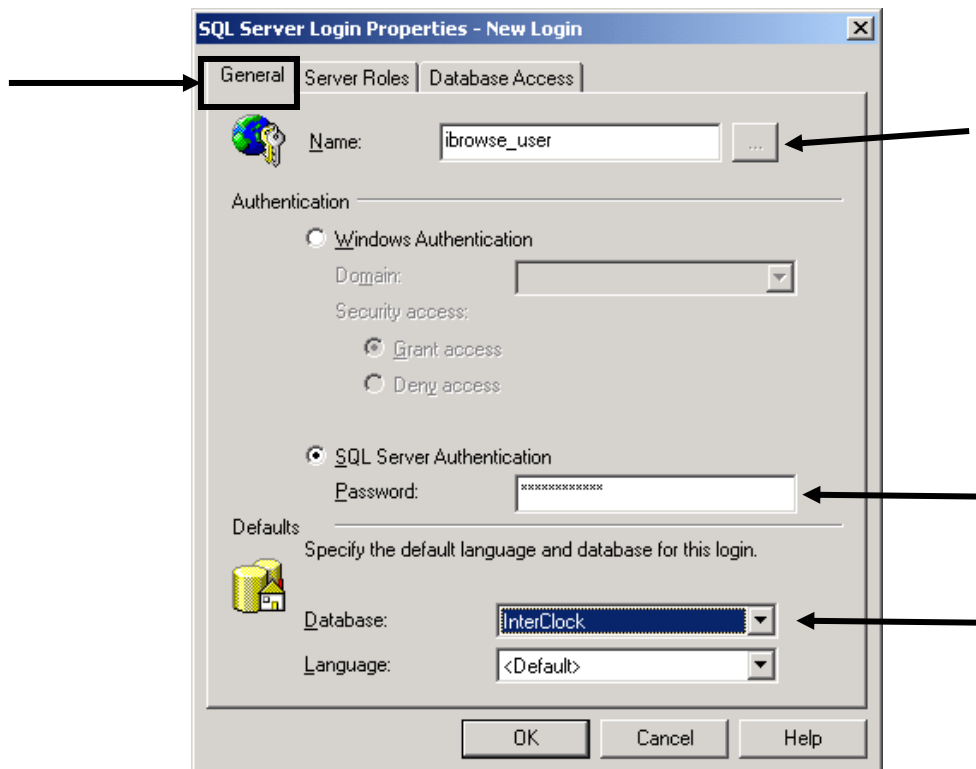 SQL Server Login Properties - New Login
General Server Roles Database Access
Name: ibrowse_user ...
Authentication
Windows Authentication
Domain:
Security access:
Grant access
Deny access
SQL Server Authentication
Password: ************
Defaults
Specify the default language and database for this login.
Database: InterClock
Language: <Default>
OK Cancel Help